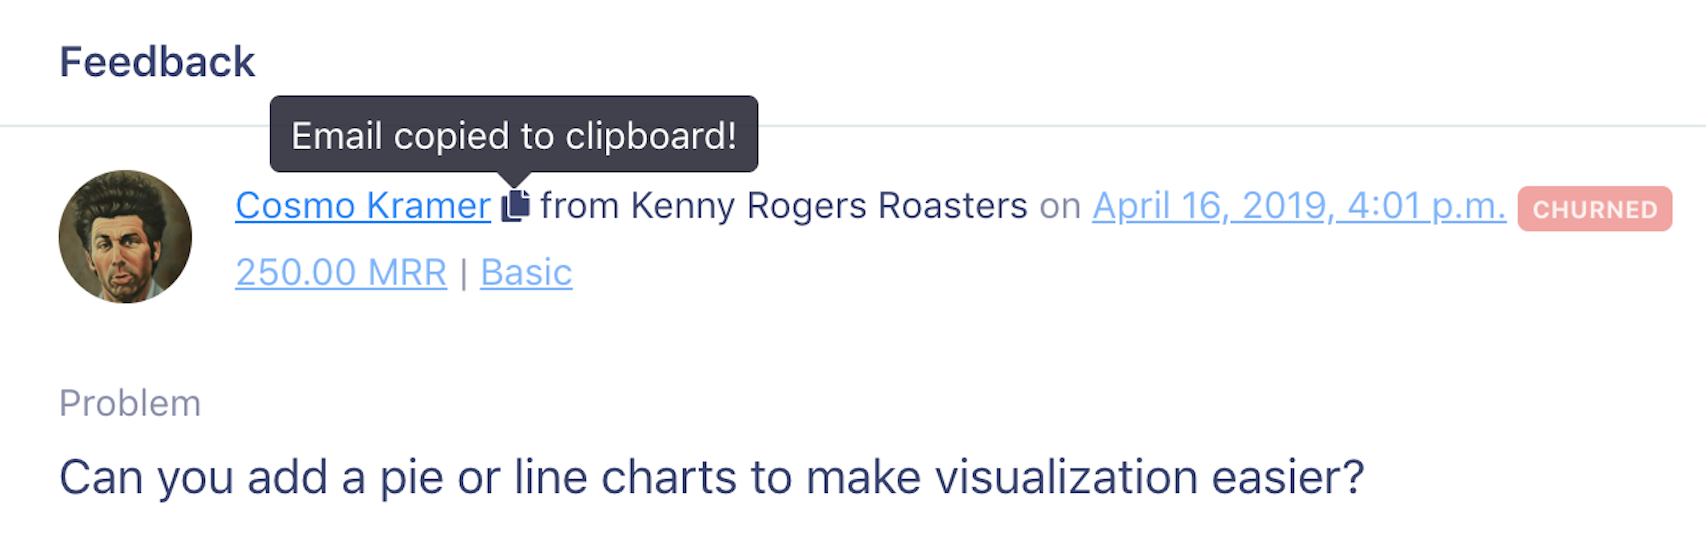 Feedback
Email copied to clipboard!
Cosmo Kramer from Kenny Rogers Roasters on April 16, 2019, 4:01 p.m. CHURNED
250.00 MRR | Basic
Problem
Can you add a pie or line charts to make visualization easier?